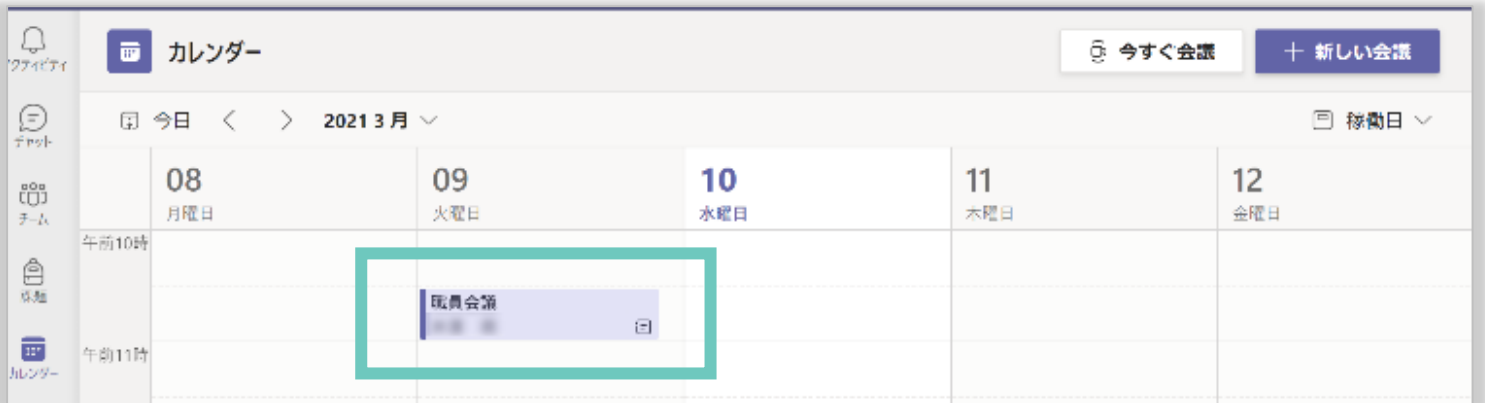 カレンダー
今すぐ会議
新しい会議
アクティビティ
チャット
チーム
課題
カレンダー
今日
2021 3 月
稼働日
08
月曜日
09
火曜日
10
水曜日
11
木曜日
12
金曜日
午前10時
職員会議
午前11時